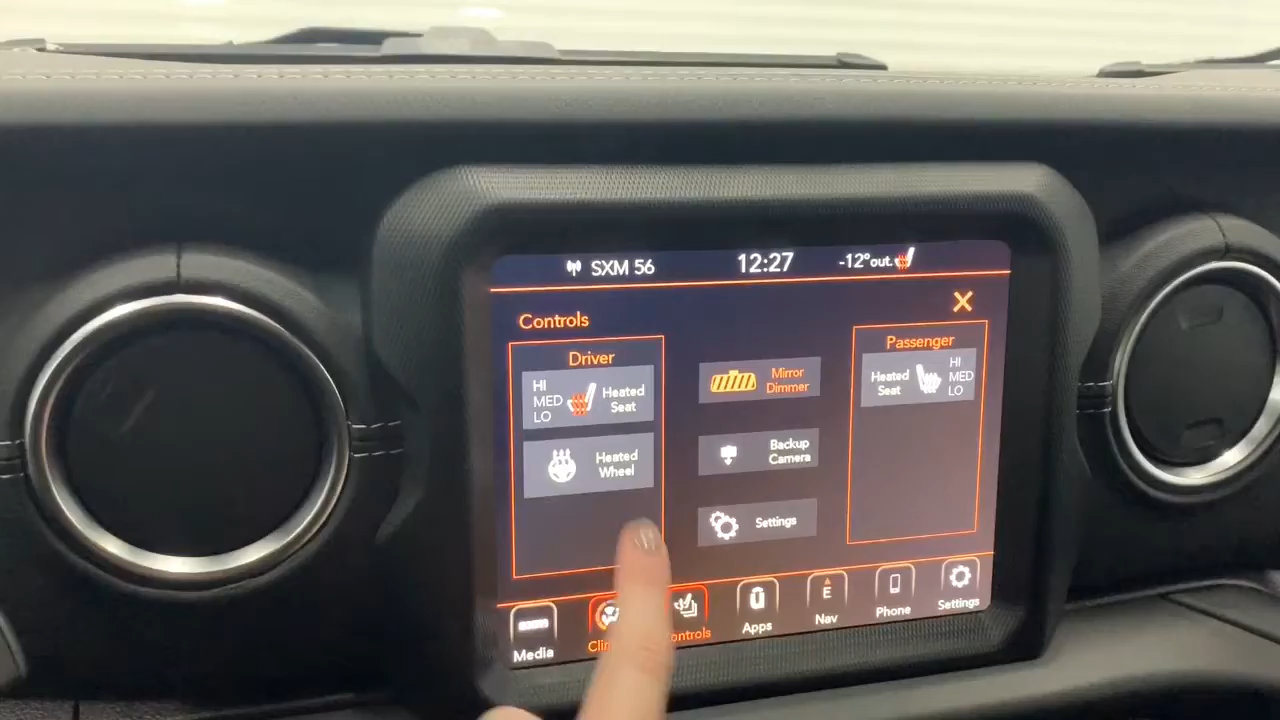 SXM 56
12:27
-12°out.
Controls
X
Driver
HI
MED
LO
Heated
Seat
Heated
Wheel
Mirror
Dimmer
Backup
Camera
Settings
Passenger
Heated
Seat
HI
MED
LO
Media
Apps
E
Nav
Phone
Settings